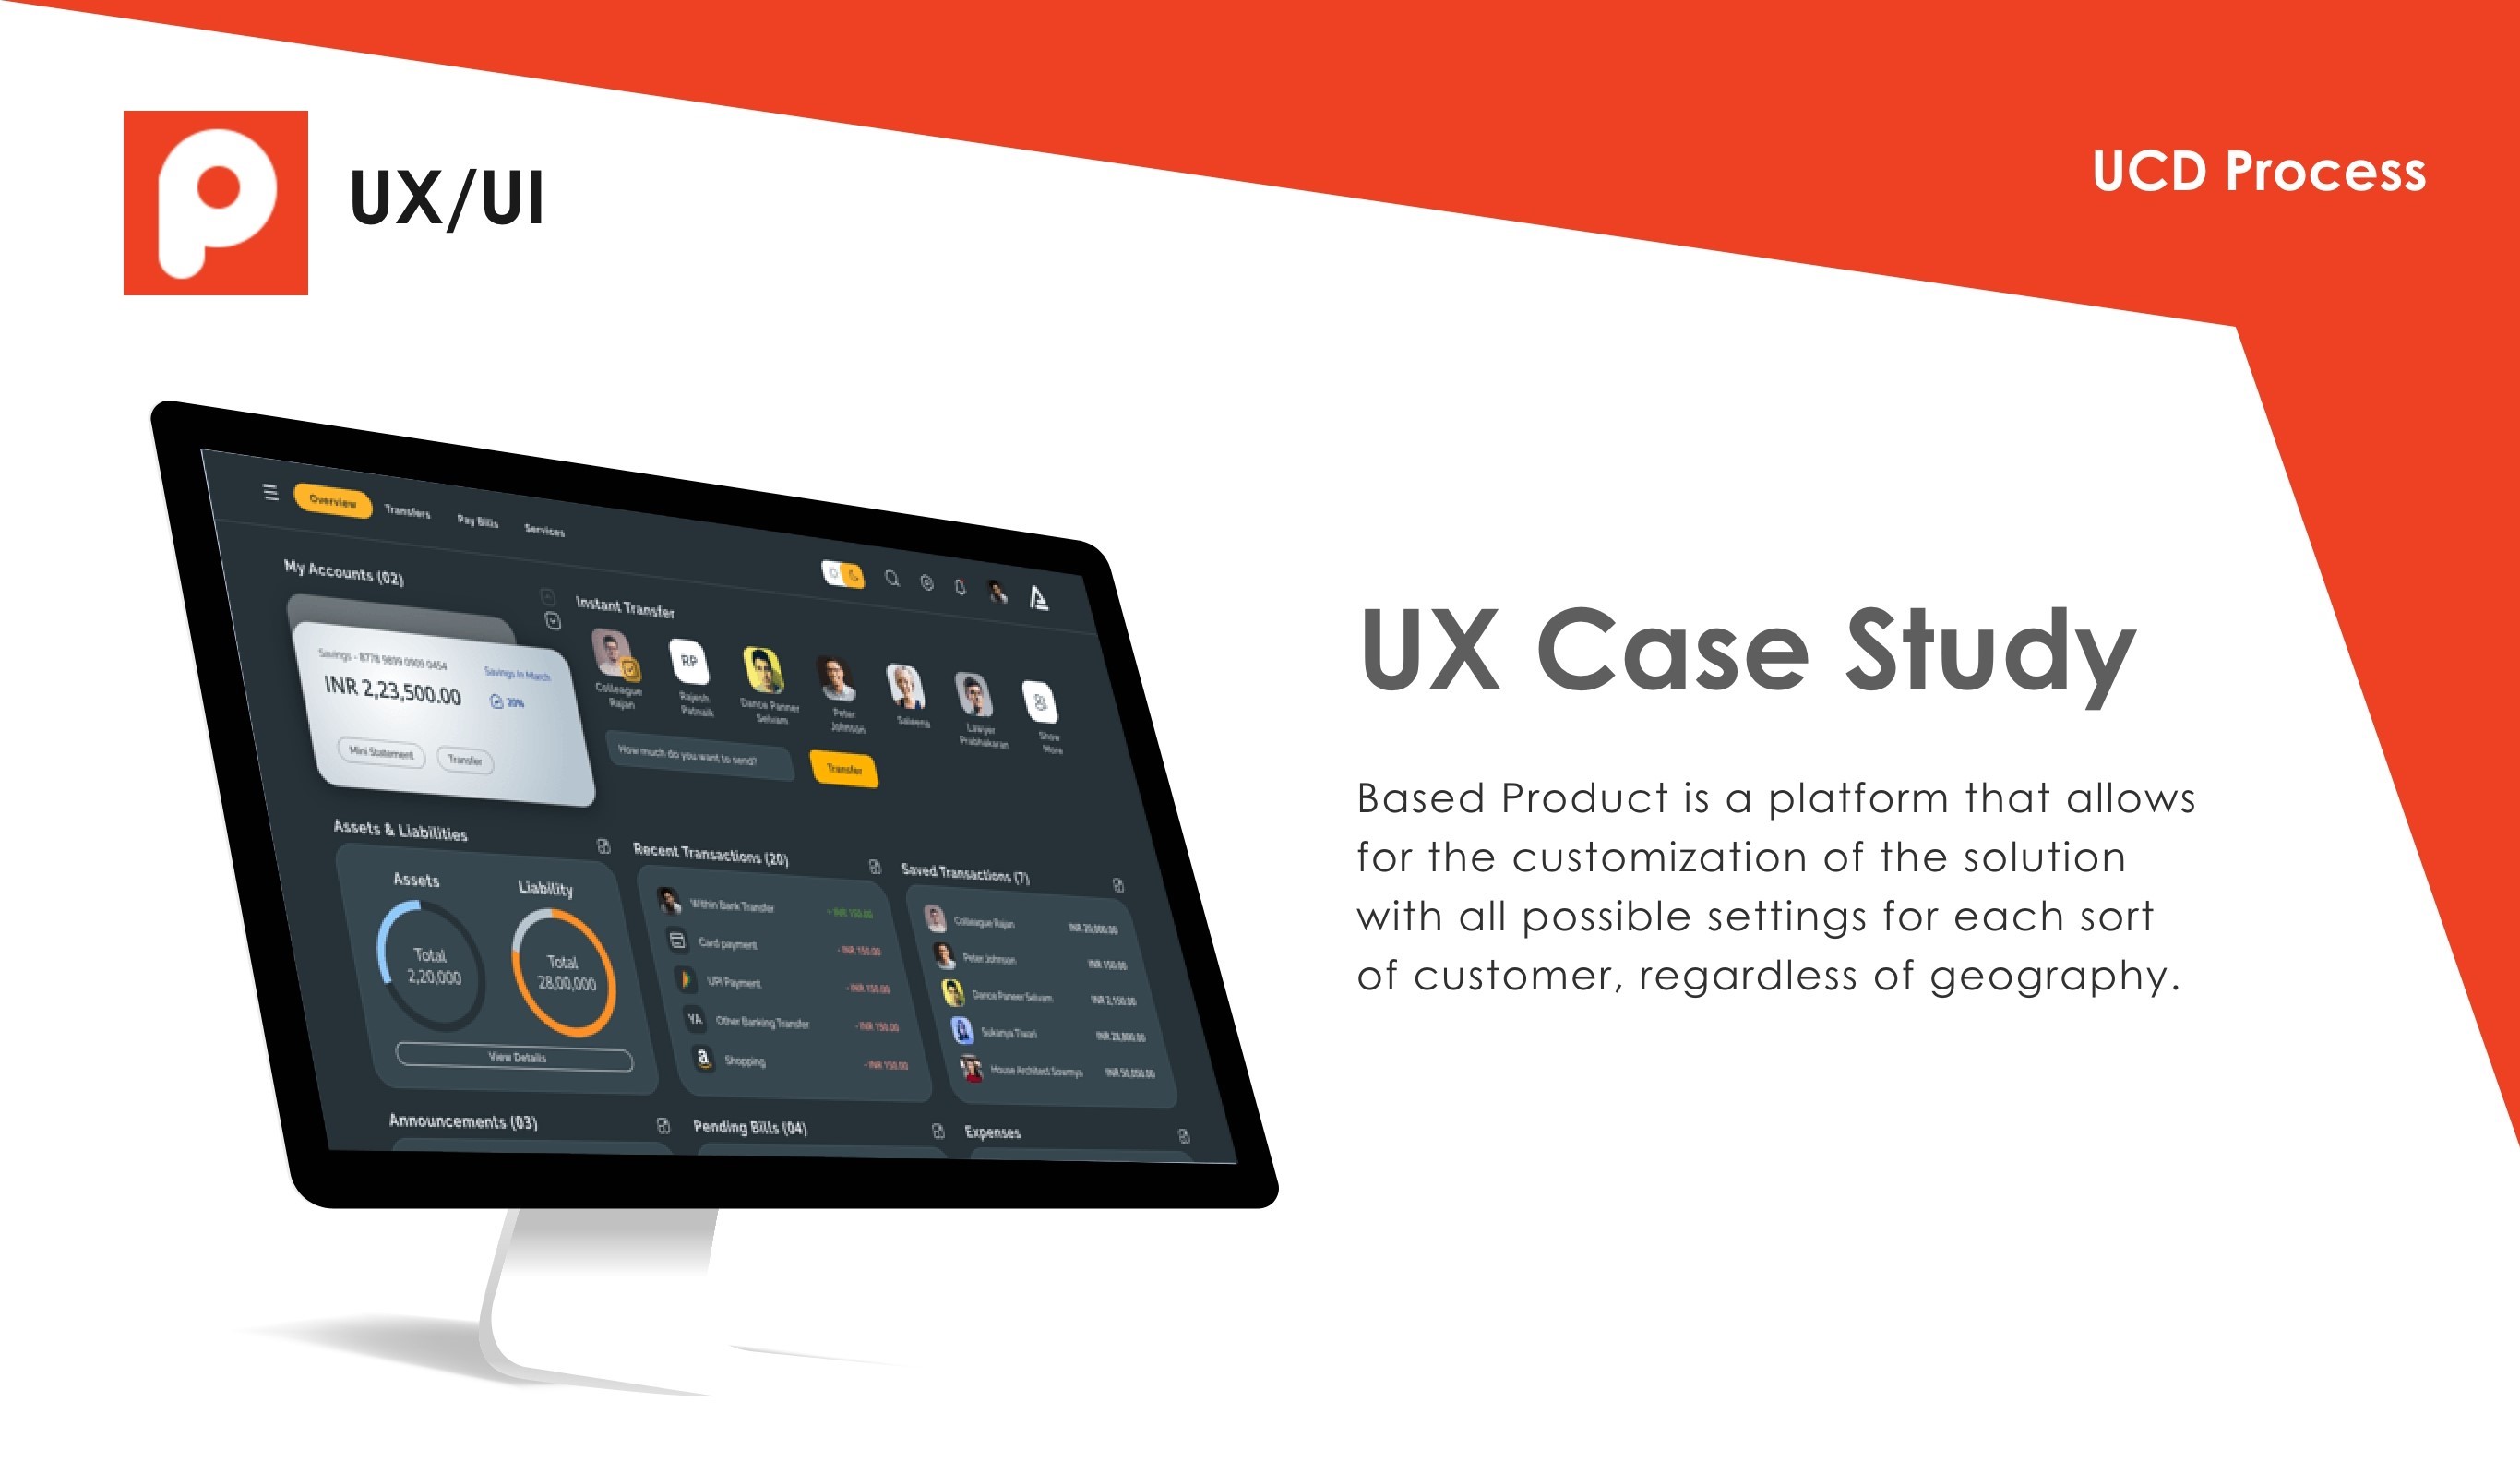 UX/UI
UCD Process
Overview
Transfers
Pay Bills
Services
My Accounts (02)
Savings - 8778 9899 0909 0454
Savings In March
INR 2,23,500.00
20%
Mini Statement
Transfer
Instant Transfer
Colleague
Rajan
RP
Rajesh
Patnaik
Dance Panner
Selvam
Peter
Johnson
Saleena
Lawyer
Prabhakaran
Show
More
How much do you want to send?
Transfer
Assets & Liabilities
Assets
Total
2,20,000
Liability
Total
28,00,000
View Details
Recent Transactions (20)
Within Bank Transfer + INR 150.00
Card payment - INR 150.00
UPI Payment - INR 150.00
YA Other Banking Transfer - INR 150.00
Shopping - INR 150.00
Saved Transactions (7)
Colleague Rajan INR 20,000.00
Peter Johnson INR 150.00
Dance Paneer Selvam INR 2,150.00
Sukanya Tiwari INR 28,800.00
House Architect Sowmya INR 50,050.00
Announcements (03)
Pending Bills (04)
Expenses
UX Case Study
Based Product is a platform that allows
for the customization of the solution
with all possible settings for each sort
of customer, regardless of geography.